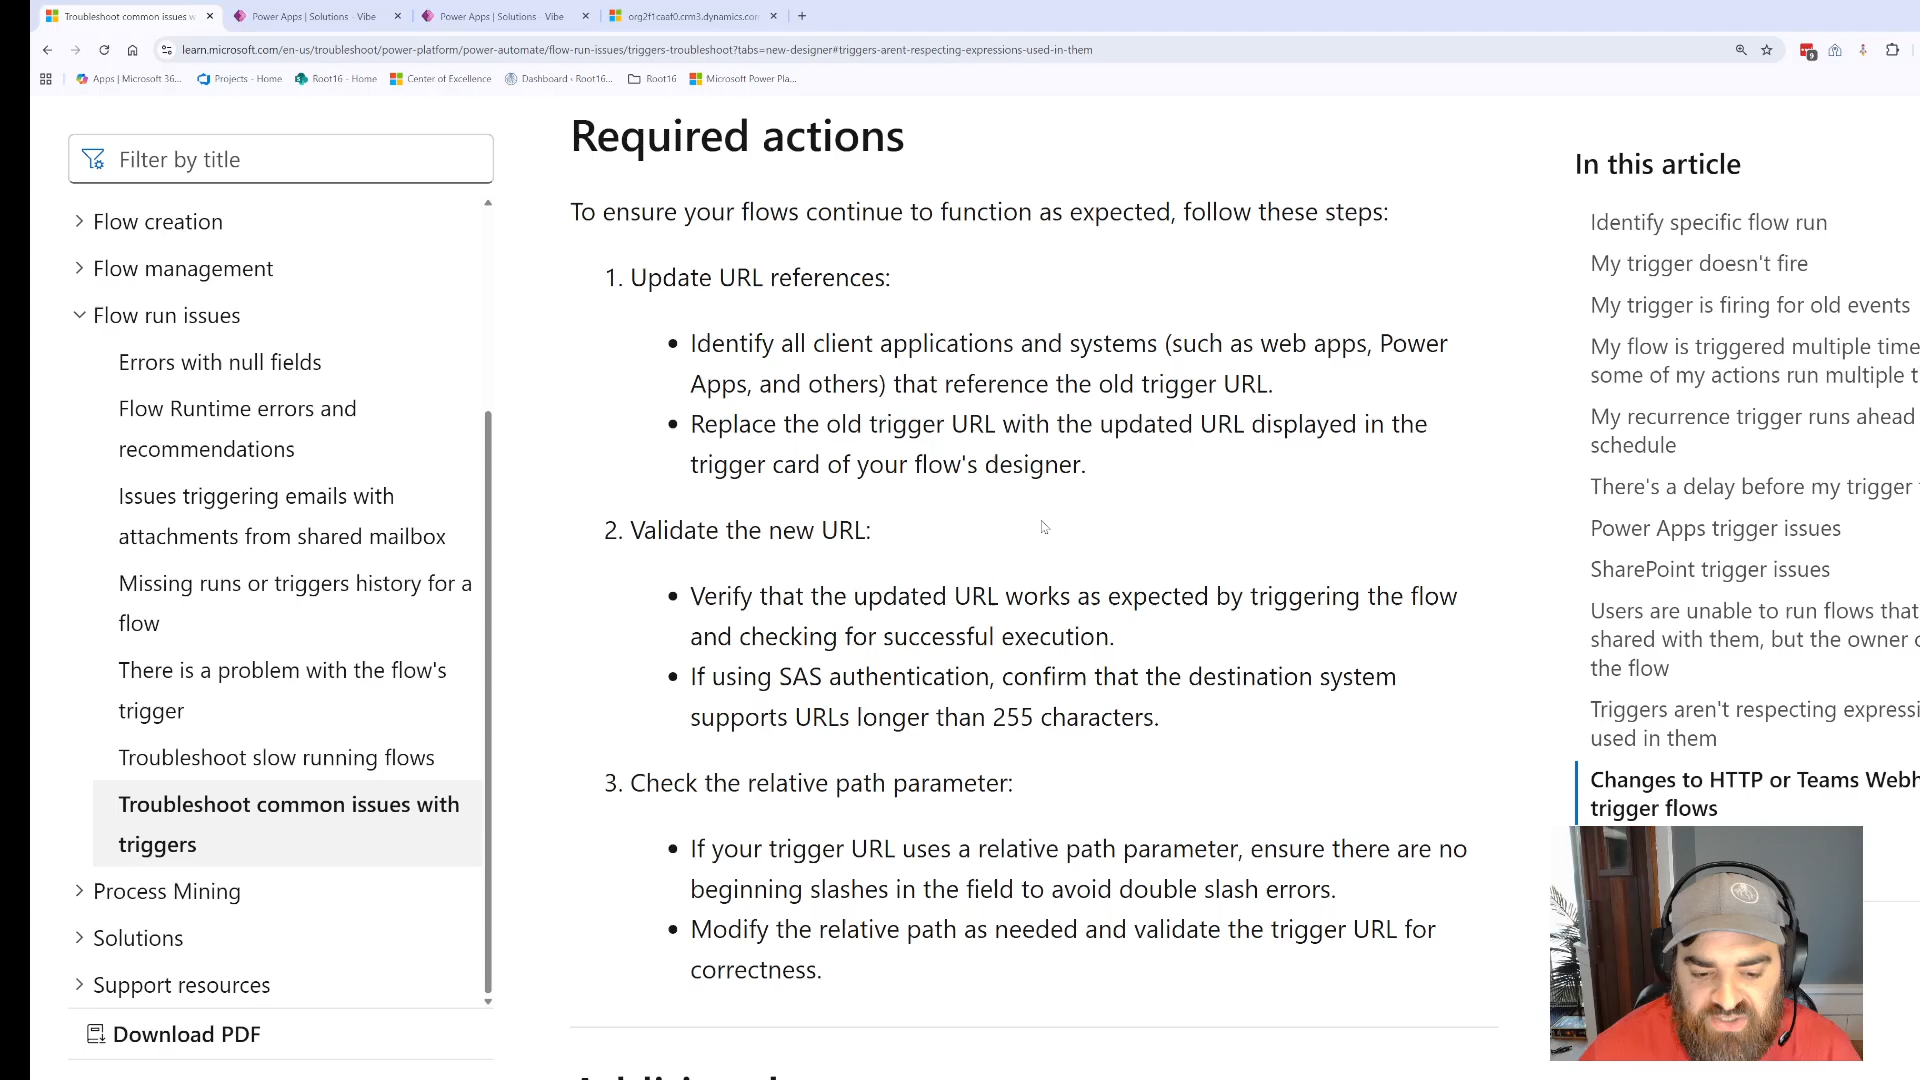 Troubleshoot common issues w
Power Apps | Solutions - Vibe
Power Apps | Solutions - Vibe
org2f1caaf0.crm3.dynamics.con
learn.microsoft.com/en-us/troubleshoot/power-platform/power-automate/flow-run-issues/triggers-troubleshoot?tabs=new-designer#triggers-arent-respecting-expressions-used-in-them
9
Apps | Microsoft 36...
Projects - Home
Root16 - Home
Center of Excellence
Dashboard ‹ Root16...
Root16
Microsoft Power Pla...
Filter by title
Flow creation
Flow management
Flow run issues
Errors with null fields
Flow Runtime errors and
recommendations
Issues triggering emails with
attachments from shared mailbox
Missing runs or triggers history for a
flow
There is a problem with the flow's
trigger
Troubleshoot slow running flows
Troubleshoot common issues with
triggers
Process Mining
Solutions
Support resources
Download PDF
Required actions
To ensure your flows continue to function as expected, follow these steps:
1. Update URL references:
• Identify all client applications and systems (such as web apps, Power
Apps, and others) that reference the old trigger URL.
• Replace the old trigger URL with the updated URL displayed in the
trigger card of your flow's designer.
2. Validate the new URL:
• Verify that the updated URL works as expected by triggering the flow
and checking for successful execution.
• If using SAS authentication, confirm that the destination system
supports URLs longer than 255 characters.
3. Check the relative path parameter:
• If your trigger URL uses a relative path parameter, ensure there are no
beginning slashes in the field to avoid double slash errors.
• Modify the relative path as needed and validate the trigger URL for
correctness.
In this article
Identify specific flow run
My trigger doesn't fire
My trigger is firing for old events
My flow is triggered multiple time
some of my actions run multiple t
My recurrence trigger runs ahead
schedule
There's a delay before my trigger
Power Apps trigger issues
SharePoint trigger issues
Users are unable to run flows that
shared with them, but the owner o
the flow
Triggers aren't respecting expressi
used in them
Changes to HTTP or Teams Webh
trigger flows